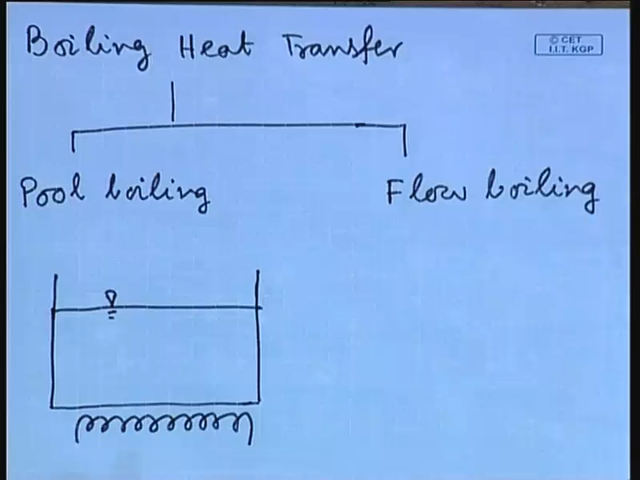 Boiling Heat Transfer
© CET
I.I.T. KGP
Pool boiling
Flow boiling